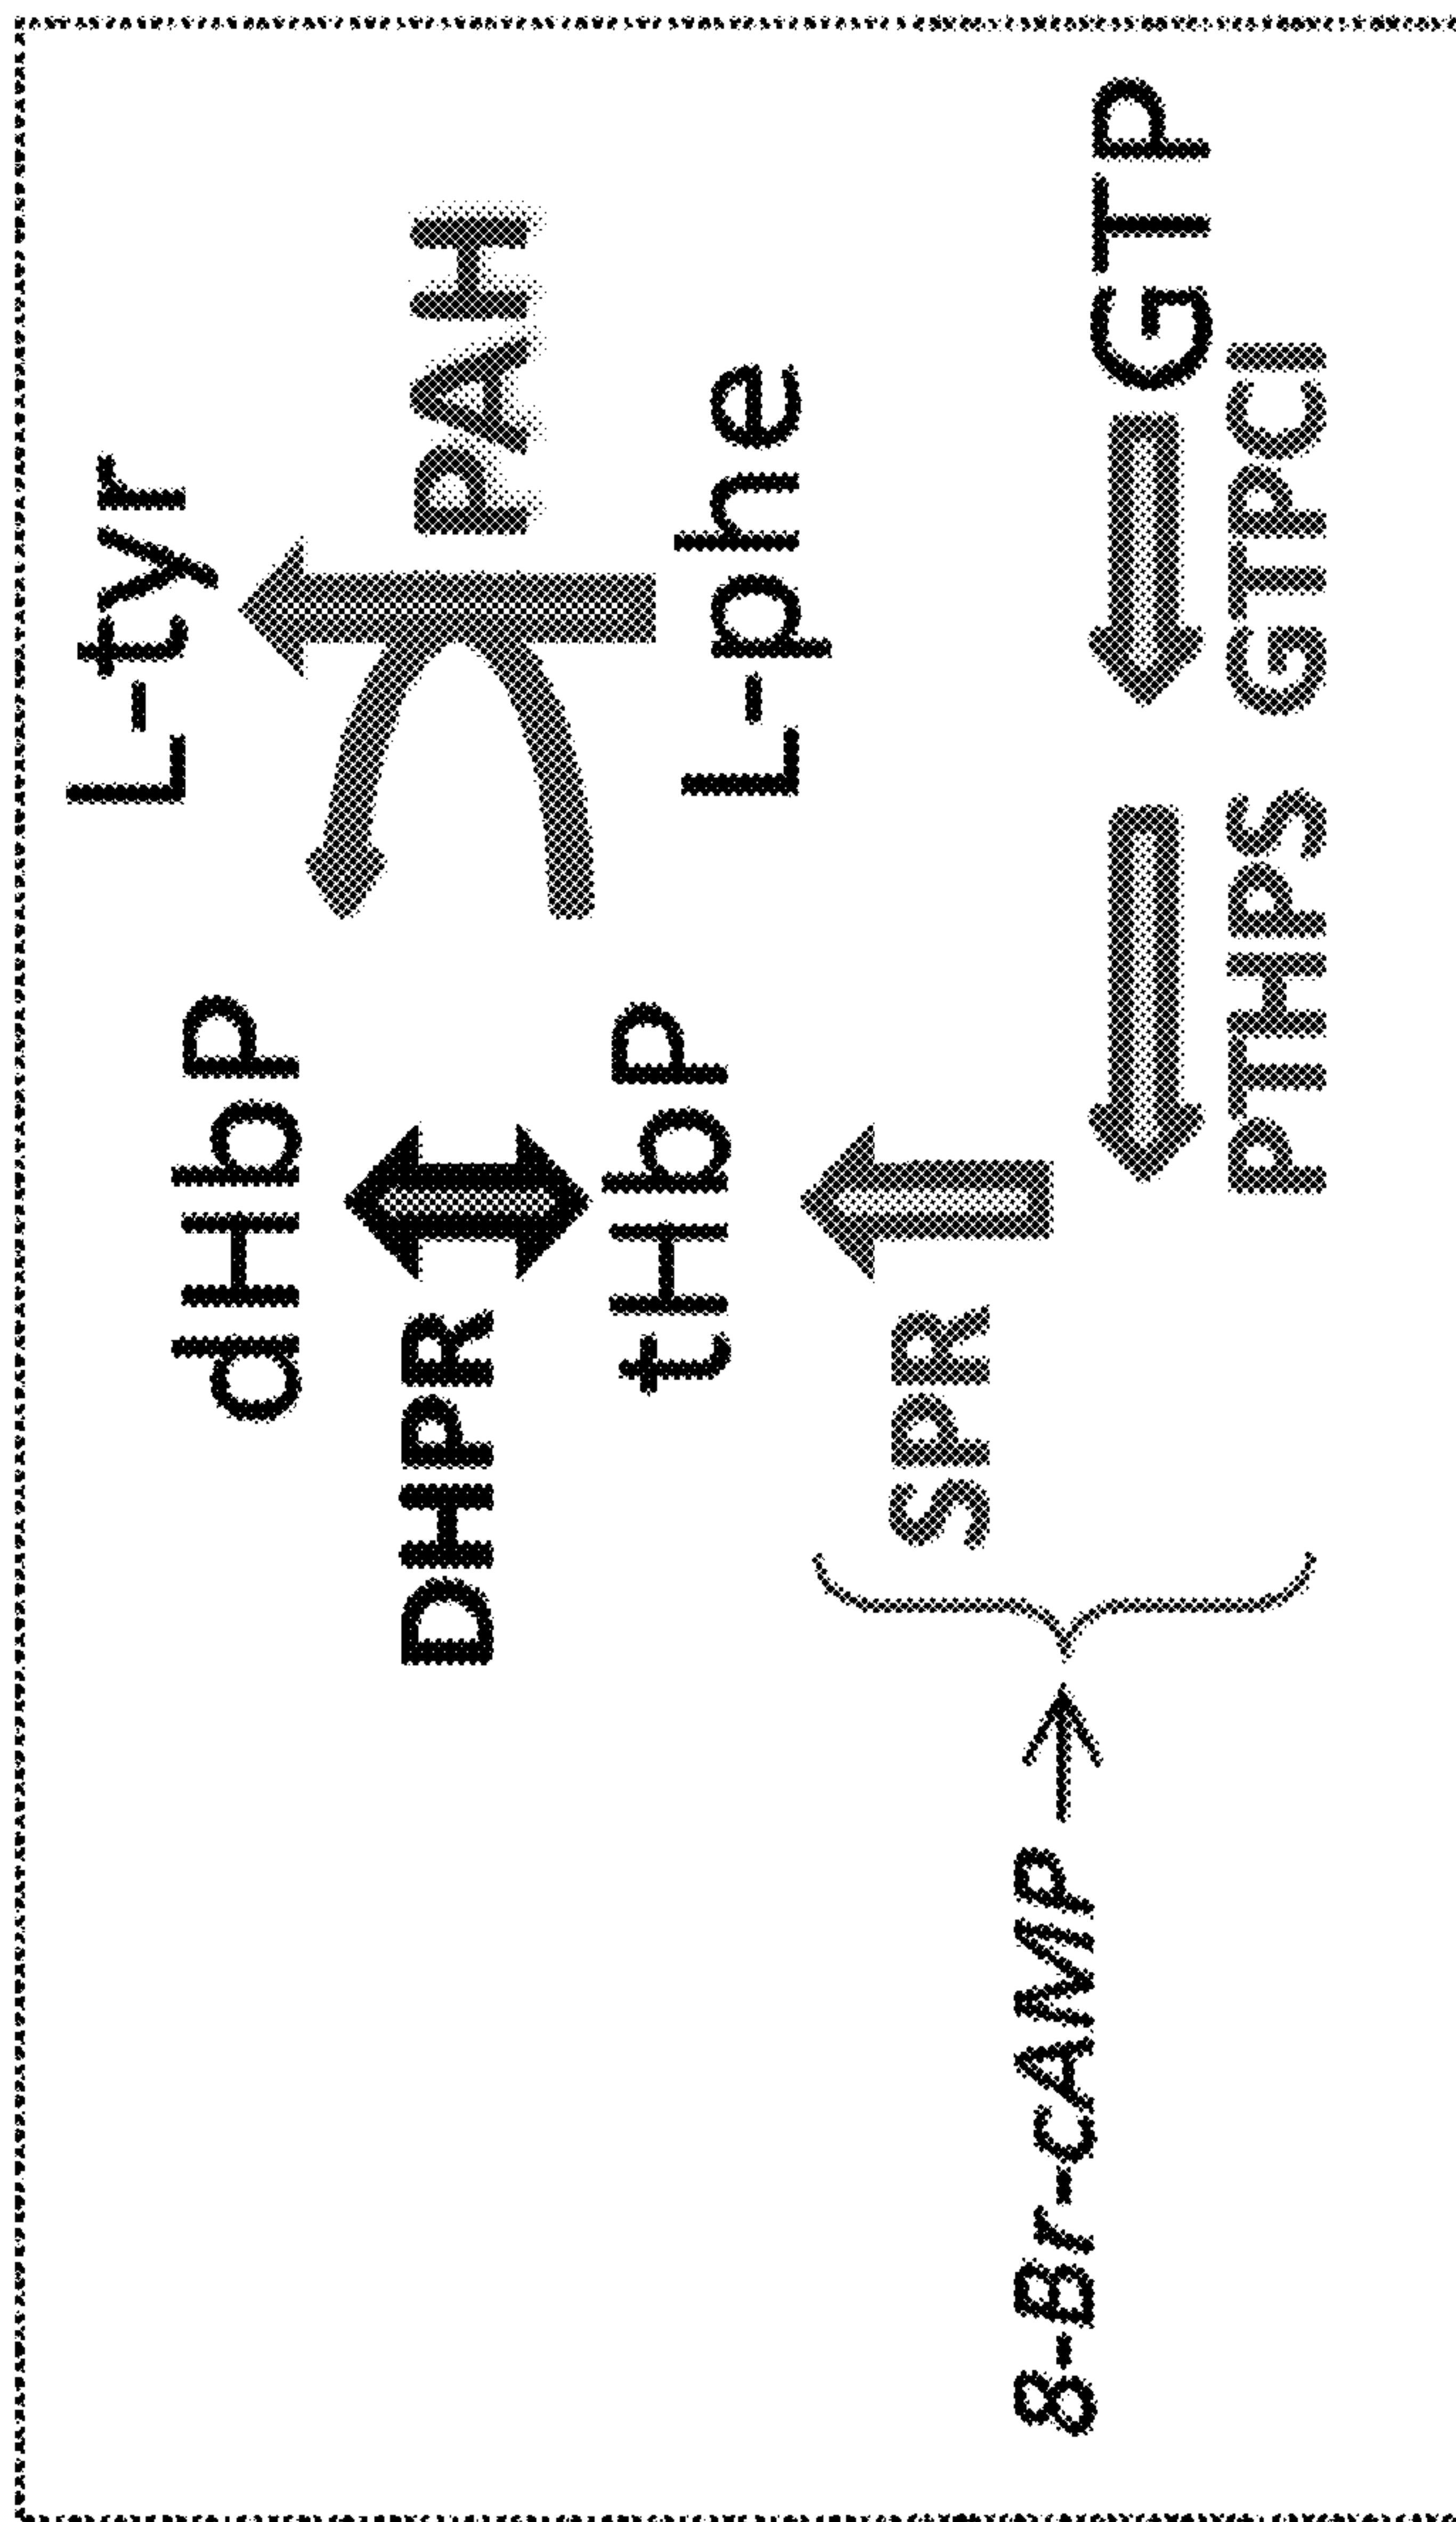 L-tyr
dHbP
DHPR
PAH
tHbP
L-phe
SPR
8-Br-cAMP
GTP
PTHPS GTPCI